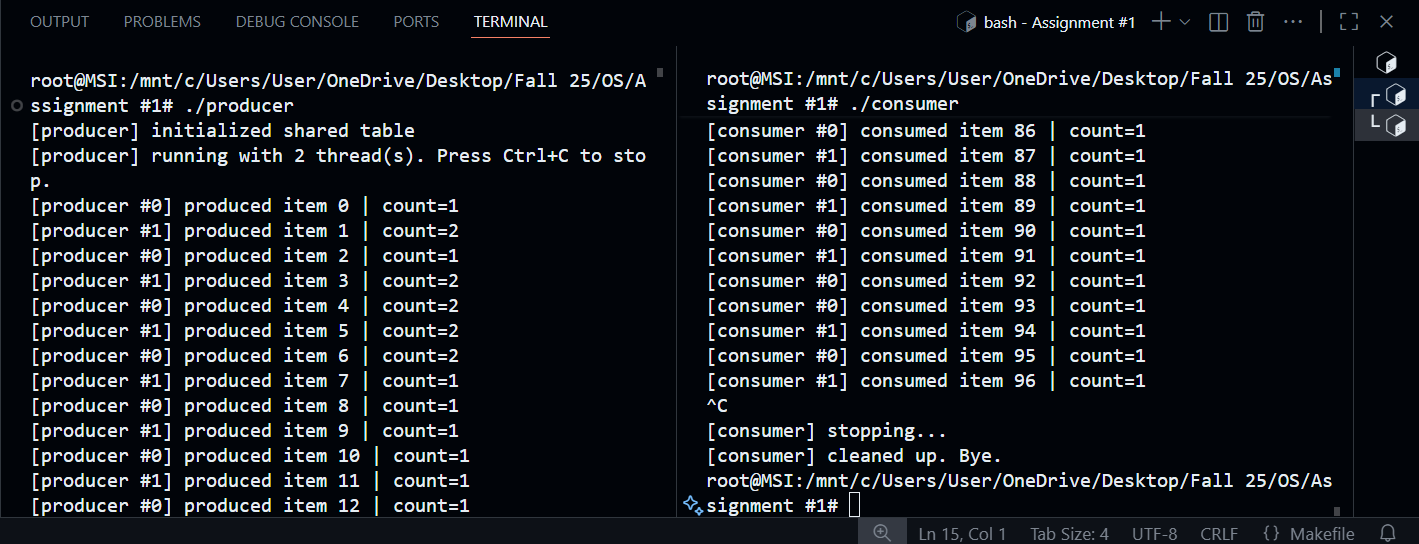 OUTPUT PROBLEMS DEBUG CONSOLE PORTS TERMINAL bash - Assignment #1
root@MSI:/mnt/c/Users/User/OneDrive/Desktop/Fall 25/OS/A
ssignment #1# ./producer
[producer] initialized shared table
[producer] running with 2 thread(s). Press Ctrl+C to sto
p.
[producer #0] produced item 0 | count=1
[producer #1] produced item 1 | count=2
[producer #0] produced item 2 | count=1
[producer #1] produced item 3 | count=2
[producer #0] produced item 4 | count=2
[producer #1] produced item 5 | count=2
[producer #0] produced item 6 | count=2
[producer #1] produced item 7 | count=1
[producer #0] produced item 8 | count=1
[producer #1] produced item 9 | count=1
[producer #0] produced item 10 | count=1
[producer #1] produced item 11 | count=1
[producer #0] produced item 12 | count=1
root@MSI:/mnt/c/Users/User/OneDrive/Desktop/Fall 25/OS/As
signment #1# ./consumer
[consumer #0] consumed item 86 | count=1
[consumer #1] consumed item 87 | count=1
[consumer #0] consumed item 88 | count=1
[consumer #1] consumed item 89 | count=1
[consumer #0] consumed item 90 | count=1
[consumer #1] consumed item 91 | count=1
[consumer #0] consumed item 92 | count=1
[consumer #0] consumed item 93 | count=1
[consumer #1] consumed item 94 | count=1
[consumer #0] consumed item 95 | count=1
[consumer #1] consumed item 96 | count=1
^C
[consumer] stopping...
[consumer] cleaned up. Bye.
root@MSI:/mnt/c/Users/User/OneDrive/Desktop/Fall 25/OS/As
signment #1#
Ln 15, Col 1 Tab Size: 4 UTF-8 CRLF {} Makefile